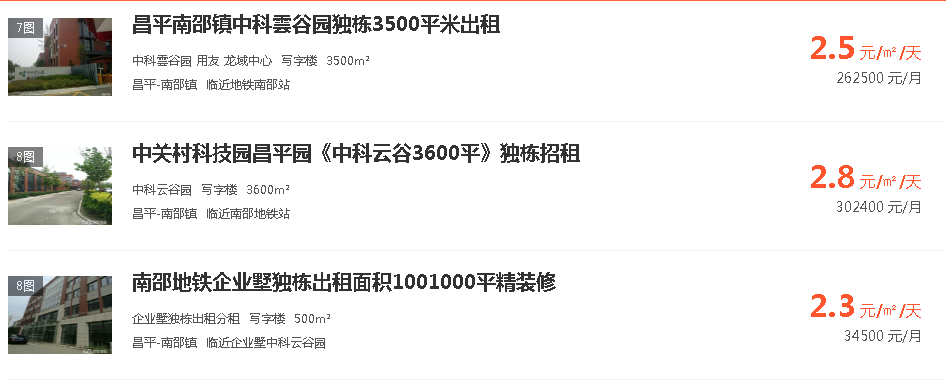 7图
昌平南邵镇中科雲谷园独栋3500平米出租
中科雲谷园 用友 龙域中心 写字楼 3500m²
昌平-南邵镇 临近地铁南邵站
2.5 元/㎡/天
262500 元/月
8图
中关村科技园昌平园《中科云谷3600平》独栋招租
中科云谷园 写字楼 3600m²
昌平-南邵镇 临近南邵地铁站
2.8 元/㎡/天
302400 元/月
8图
南邵地铁企业墅独栋出租面积1001000平精装修
企业墅独栋出租分租 写字楼 500m²
昌平-南邵镇 临近企业墅中科云谷园
2.3 元/㎡/天
34500 元/月